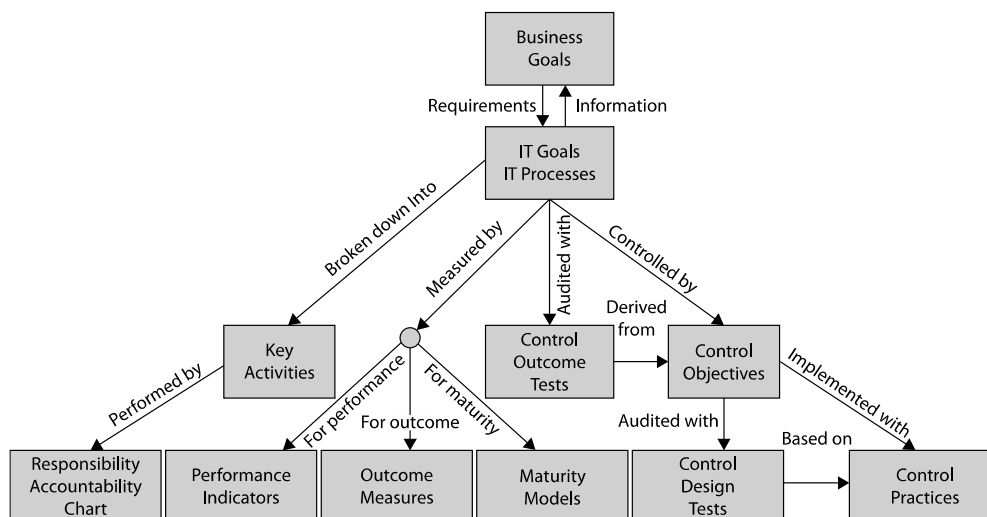 Business
Goals
Requirements
Information
IT Goals
IT Processes
Broken down Into
Measured by
Audited with
Controlled by
Key
Activities
Control
Outcome
Tests
Derived
from
Control
Objectives
Performed by
For performance
For outcome
For maturity
Audited with
Implemented with
Based on
Responsibility
Accountability
Chart
Performance
Indicators
Outcome
Measures
Maturity
Models
Control
Design
Tests
Control
Practices